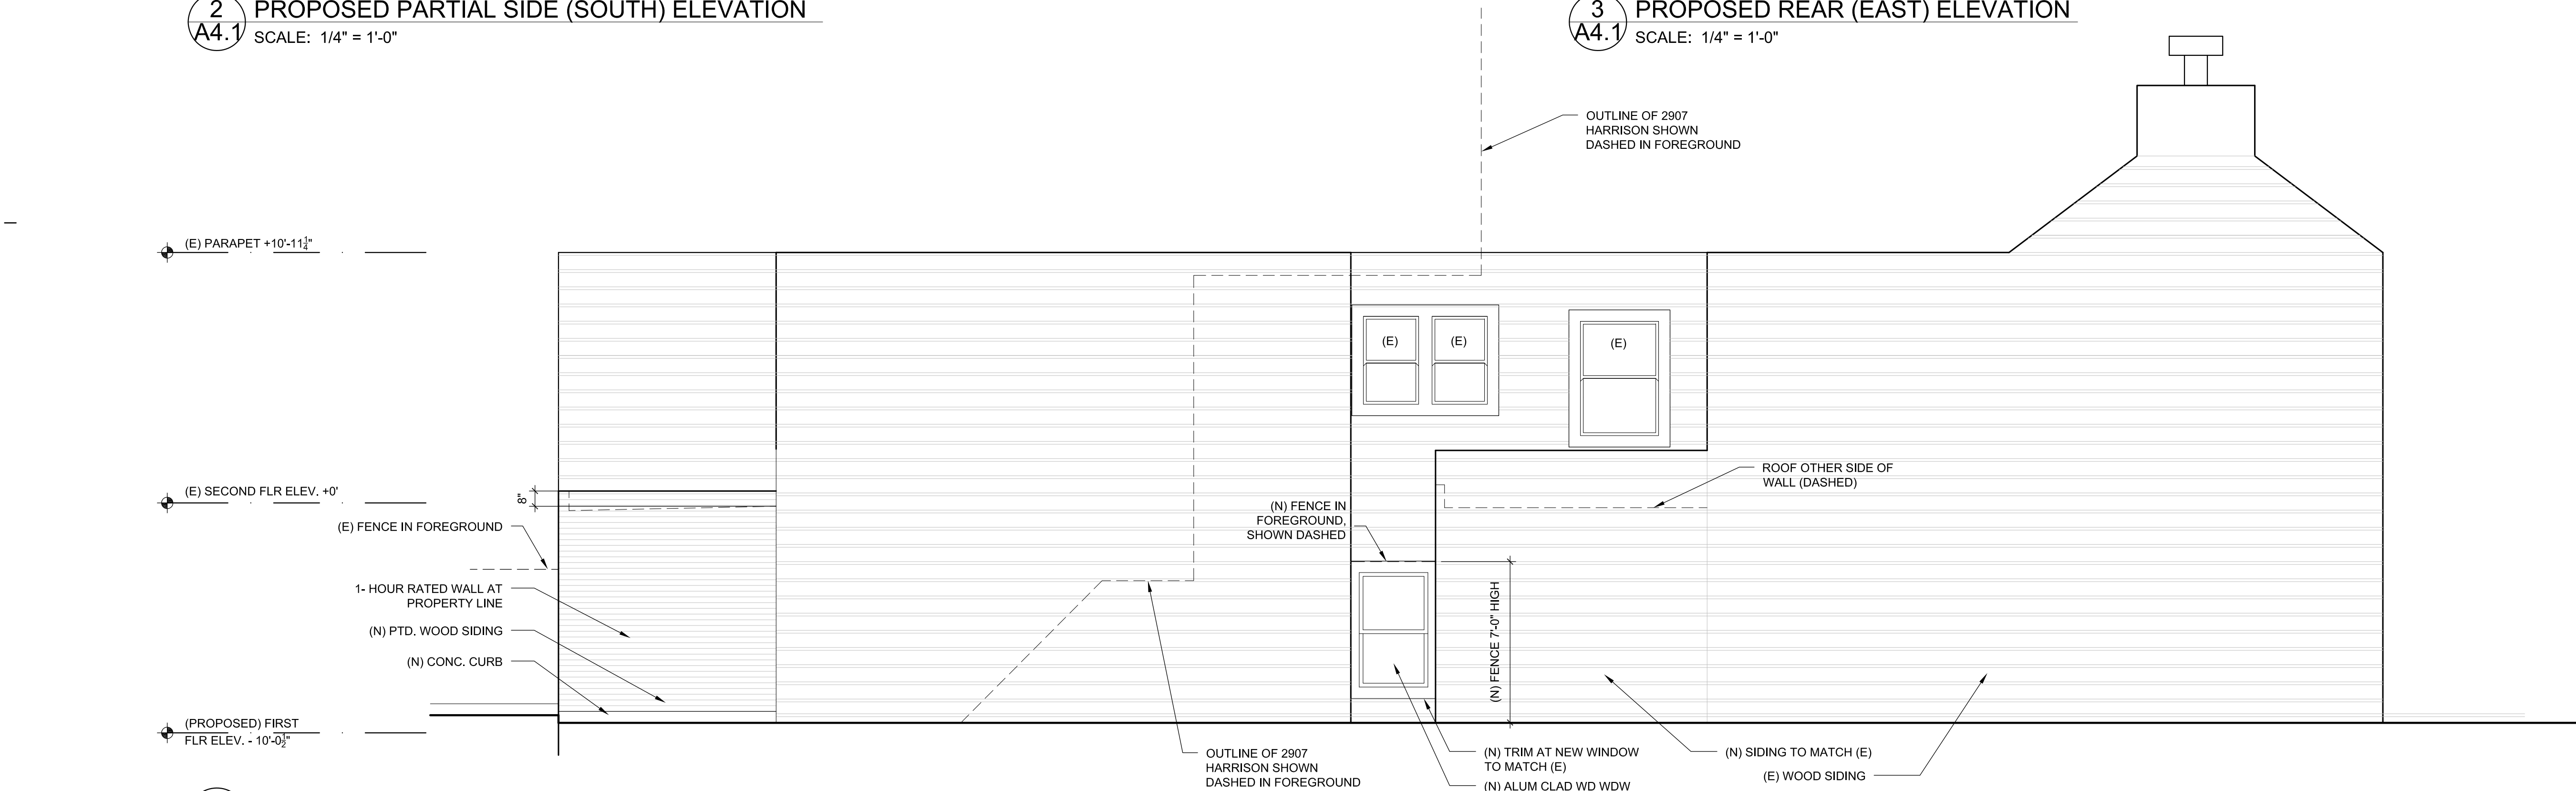 2
A4.1
PROPOSED PARTIAL SIDE (SOUTH) ELEVATION
SCALE: 1/4" = 1'-0"
3
A4.1
PROPOSED REAR (EAST) ELEVATION
SCALE: 1/4" = 1'-0"
OUTLINE OF 2907
HARRISON SHOWN
DASHED IN FOREGROUND
(E) PARAPET +10'-11 1/4"
(E)
(E)
(E)
ROOF OTHER SIDE OF
WALL (DASHED)
(E) SECOND FLR ELEV. +0'
8"
(N) FENCE IN
FOREGROUND,
SHOWN DASHED
(E) FENCE IN FOREGROUND
1- HOUR RATED WALL AT
PROPERTY LINE
(N) FENCE 7'-0" HIGH
(N) PTD. WOOD SIDING
(N) CONC. CURB
(PROPOSED) FIRST
FLR ELEV. - 10'-0 1/2"
OUTLINE OF 2907
HARRISON SHOWN
DASHED IN FOREGROUND
(N) TRIM AT NEW WINDOW
TO MATCH (E)
(N) ALUM CLAD WD WDW
(N) SIDING TO MATCH (E)
(E) WOOD SIDING